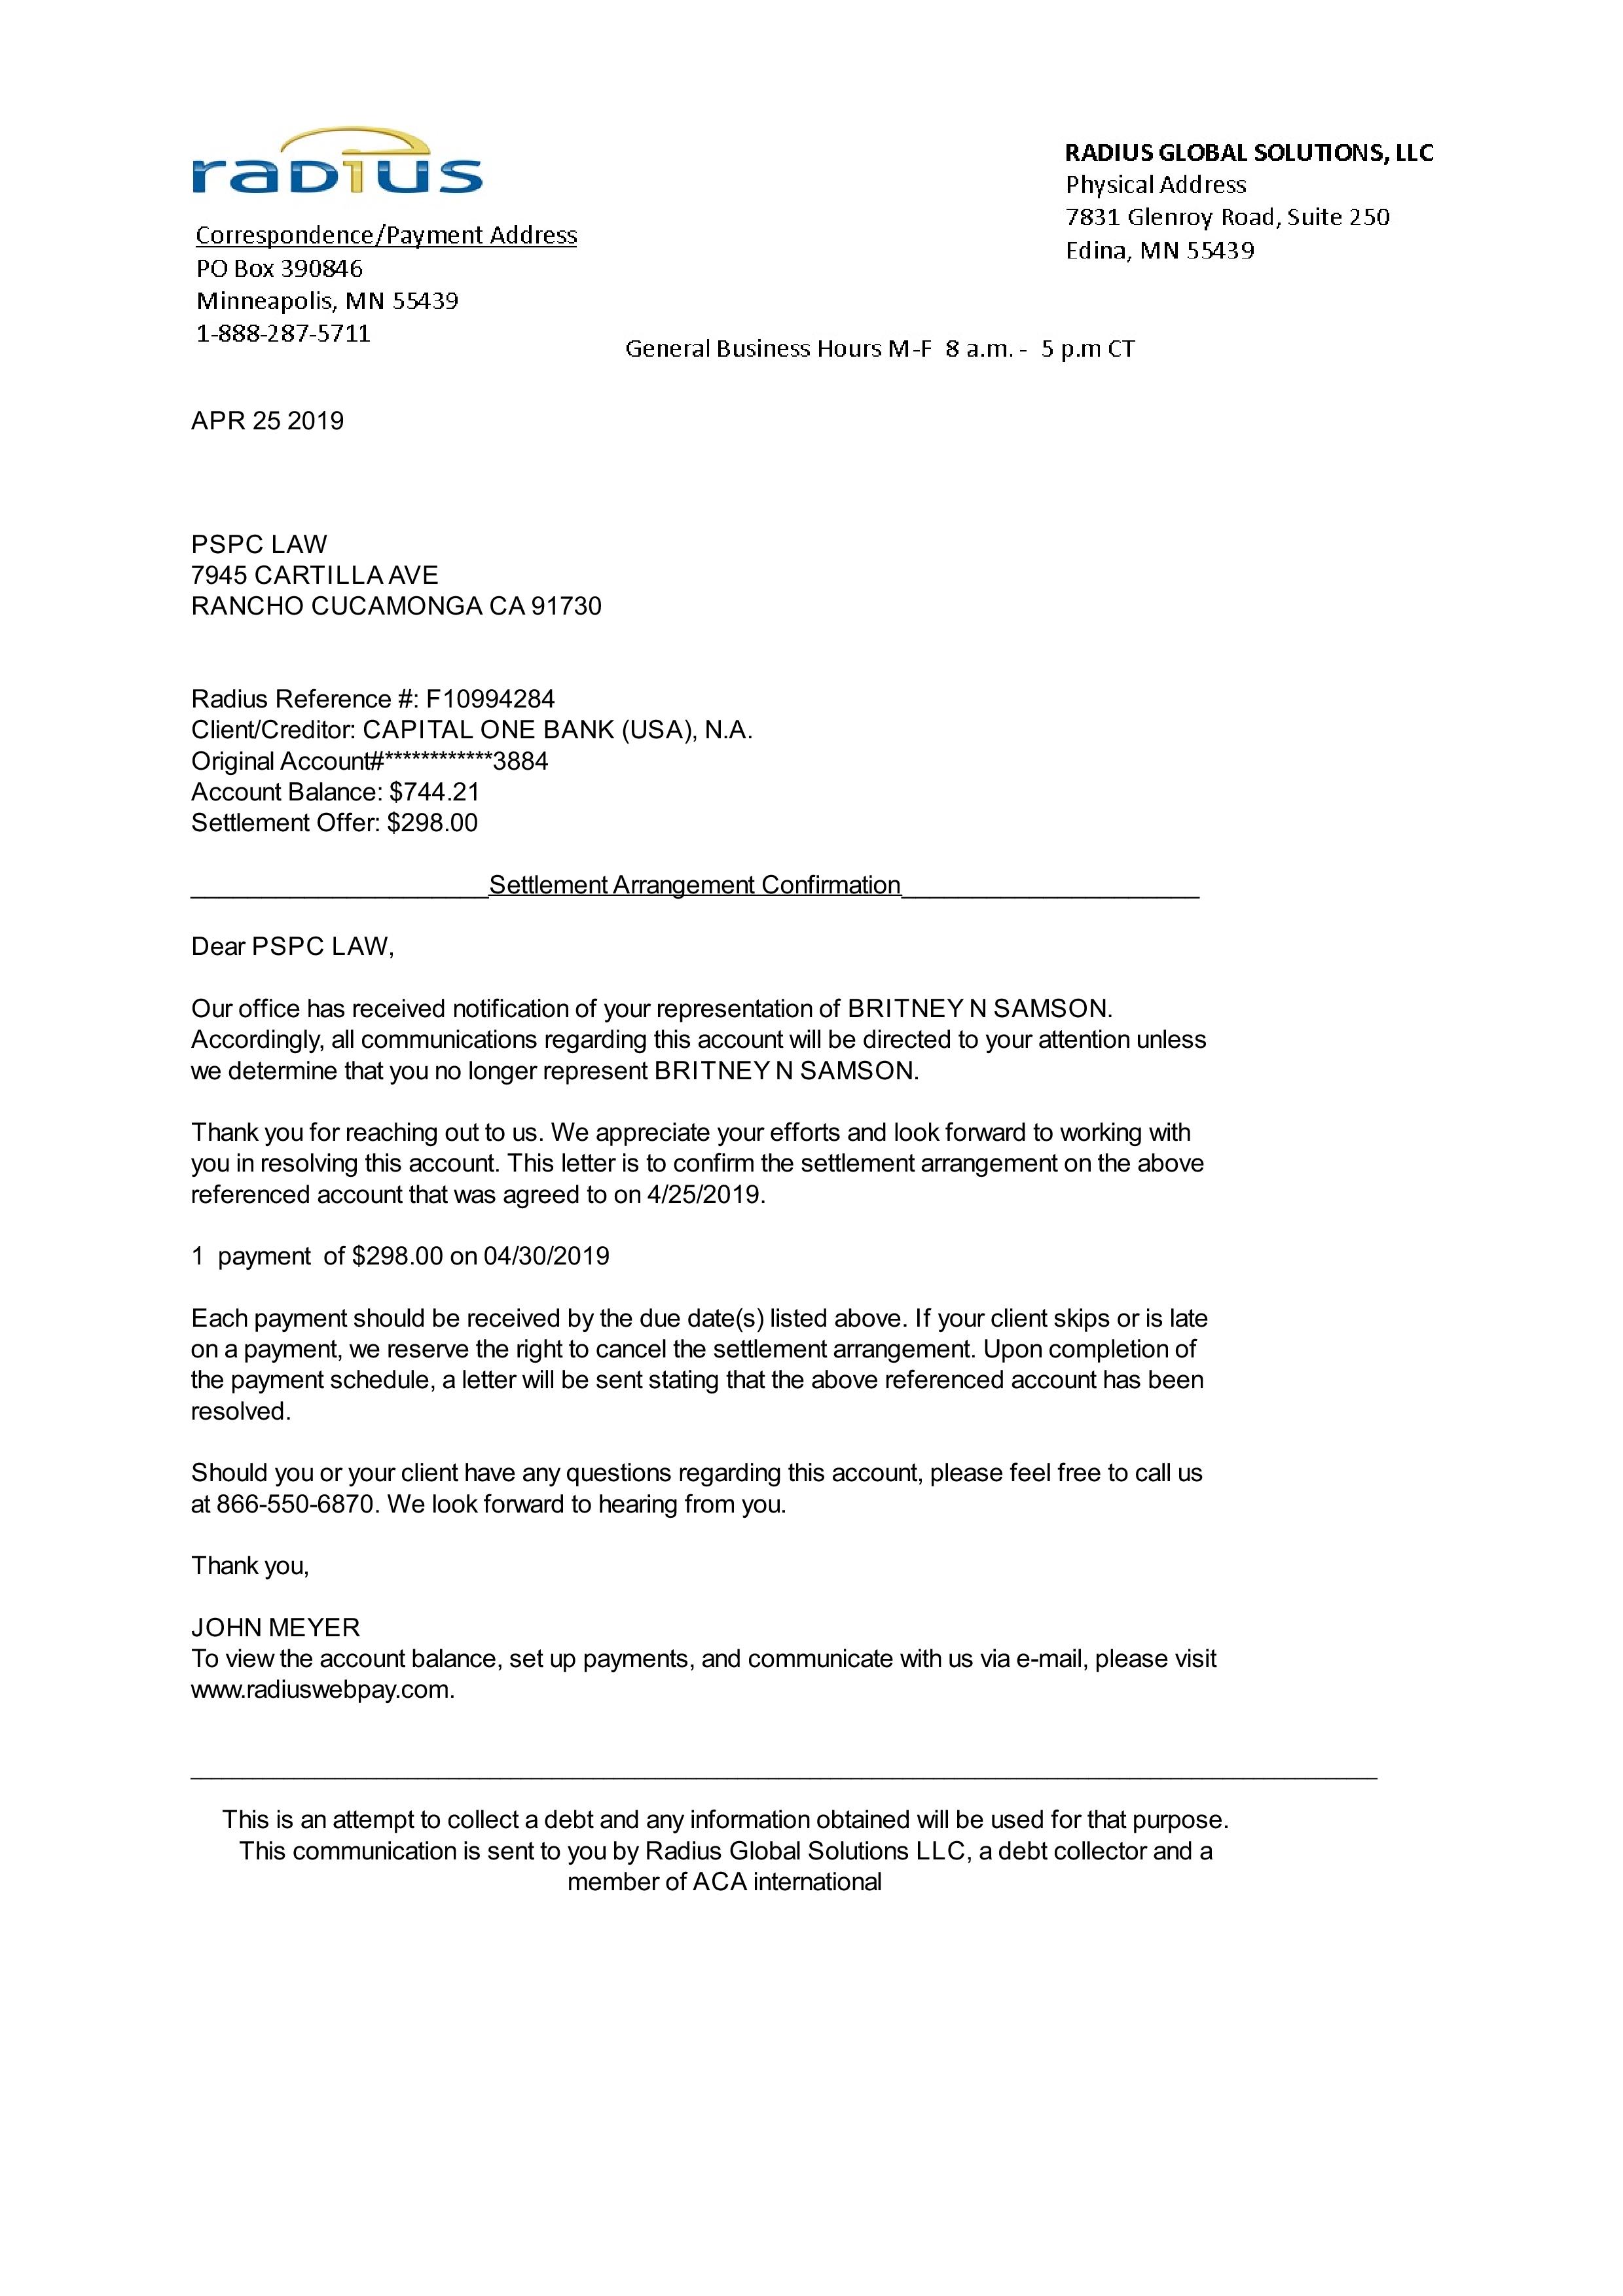 radius
RADIUS GLOBAL SOLUTIONS, LLC
Physical Address
7831 Glenroy Road, Suite 250
Edina, MN 55439
Correspondence/Payment Address
PO Box 390846
Minneapolis, MN 55439
1-888-287-5711
General Business Hours M-F 8 a.m. - 5 p.m CT
APR 25 2019
PSPC LAW
7945 CARTILLA AVE
RANCHO CUCAMONGA CA 91730
Radius Reference #: F10994284
Client/Creditor: CAPITAL ONE BANK (USA), N.A.
Original Account#************3884
Account Balance: $744.21
Settlement Offer: $298.00
Settlement Arrangement Confirmation
Dear PSPC LAW,
Our office has received notification of your representation of BRITNEY N SAMSON.
Accordingly, all communications regarding this account will be directed to your attention unless
we determine that you no longer represent BRITNEY N SAMSON.
Thank you for reaching out to us. We appreciate your efforts and look forward to working with
you in resolving this account. This letter is to confirm the settlement arrangement on the above
referenced account that was agreed to on 4/25/2019.
1 payment of $298.00 on 04/30/2019
Each payment should be received by the due date(s) listed above. If your client skips or is late
on a payment, we reserve the right to cancel the settlement arrangement. Upon completion of
the payment schedule, a letter will be sent stating that the above referenced account has been
resolved.
Should you or your client have any questions regarding this account, please feel free to call us
at 866-550-6870. We look forward to hearing from you.
Thank you,
JOHN MEYER
To view the account balance, set up payments, and communicate with us via e-mail, please visit
www.radiuswebpay.com.
This is an attempt to collect a debt and any information obtained will be used for that purpose.
This communication is sent to you by Radius Global Solutions LLC, a debt collector and a
member of ACA international